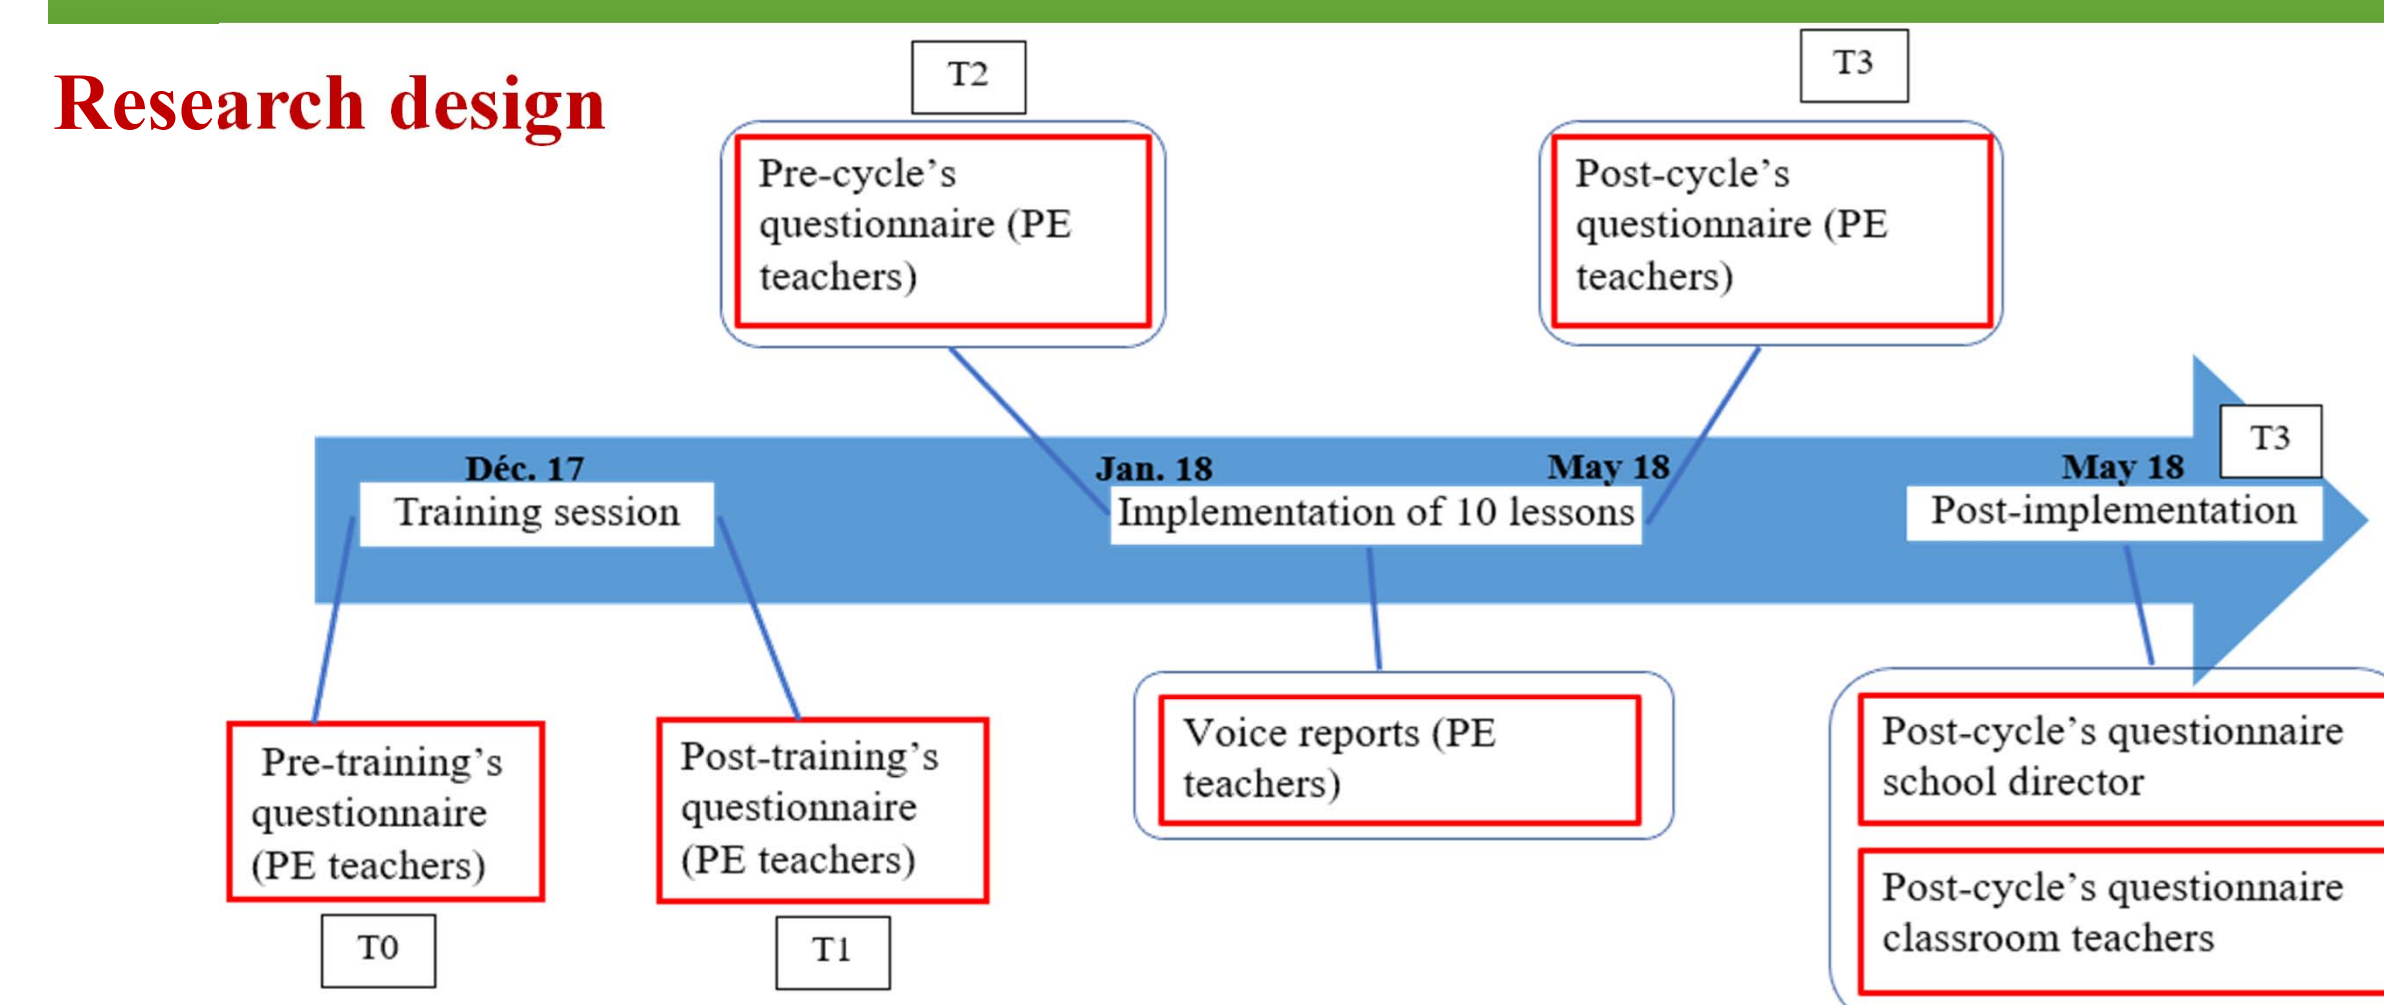 Research design
T2
T3
Pre-cycle’s
questionnaire (PE
teachers)
Post-cycle’s
questionnaire (PE
teachers)
Déc. 17
Training session
Jan. 18
May 18
Implementation of 10 lessons
May 18
T3
Post-implementation
Pre-training’s
questionnaire
(PE teachers)
T0
Post-training’s
questionnaire
(PE teachers)
T1
Voice reports (PE
teachers)
Post-cycle’s questionnaire
school director
Post-cycle’s questionnaire
classroom teachers